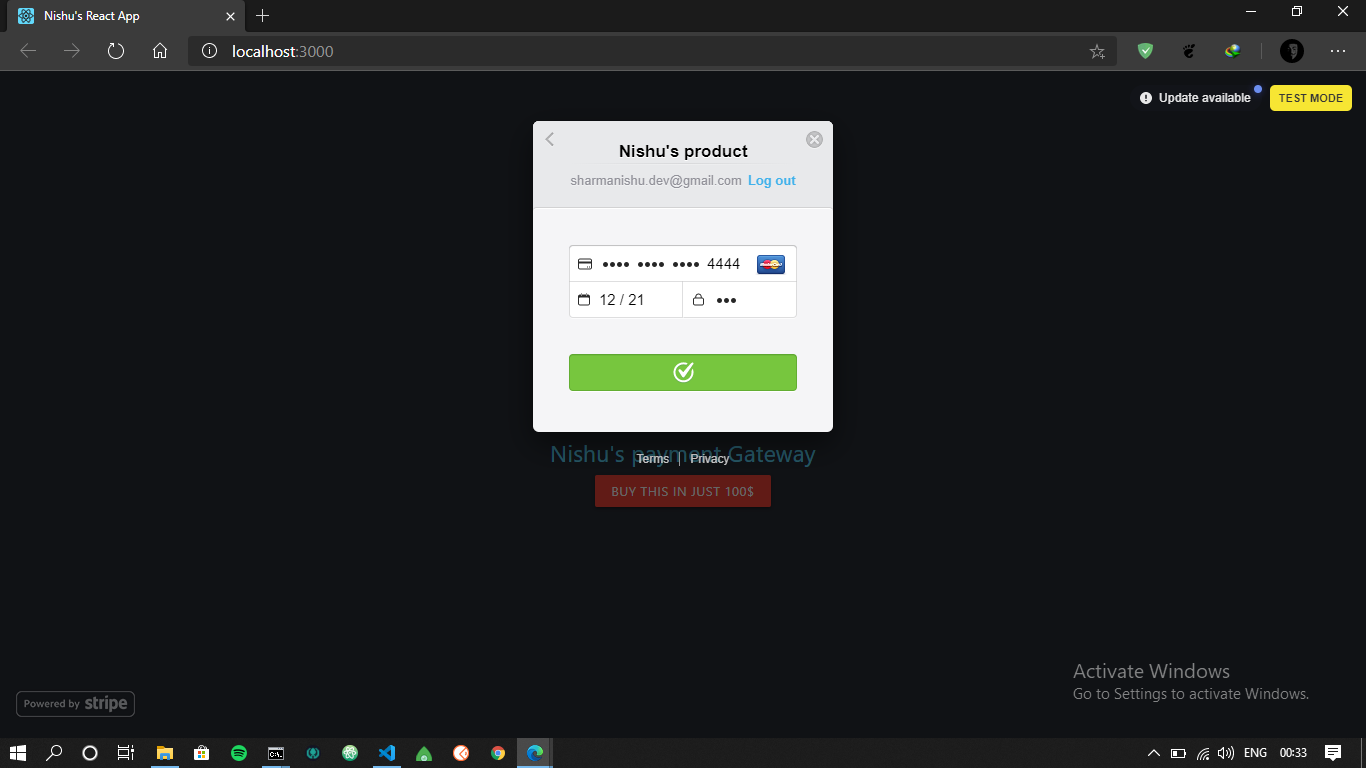 Nishu's React App
localhost:3000
Update available
TEST MODE
Nishu's product
sharmanishu.dev@gmail.com Log out
•••• •••• •••• 4444
12 / 21 •••
Nishu's payment Gateway
Terms | Privacy
BUY THIS IN JUST 100$
Activate Windows
Go to Settings to activate Windows.
Powered by stripe
ENG 00:33